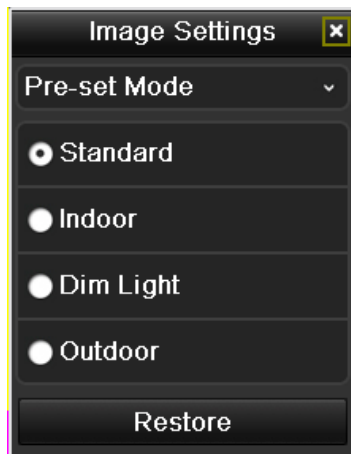 Image Settings
Pre-set Mode
Standard
Indoor
Dim Light
Outdoor
Restore